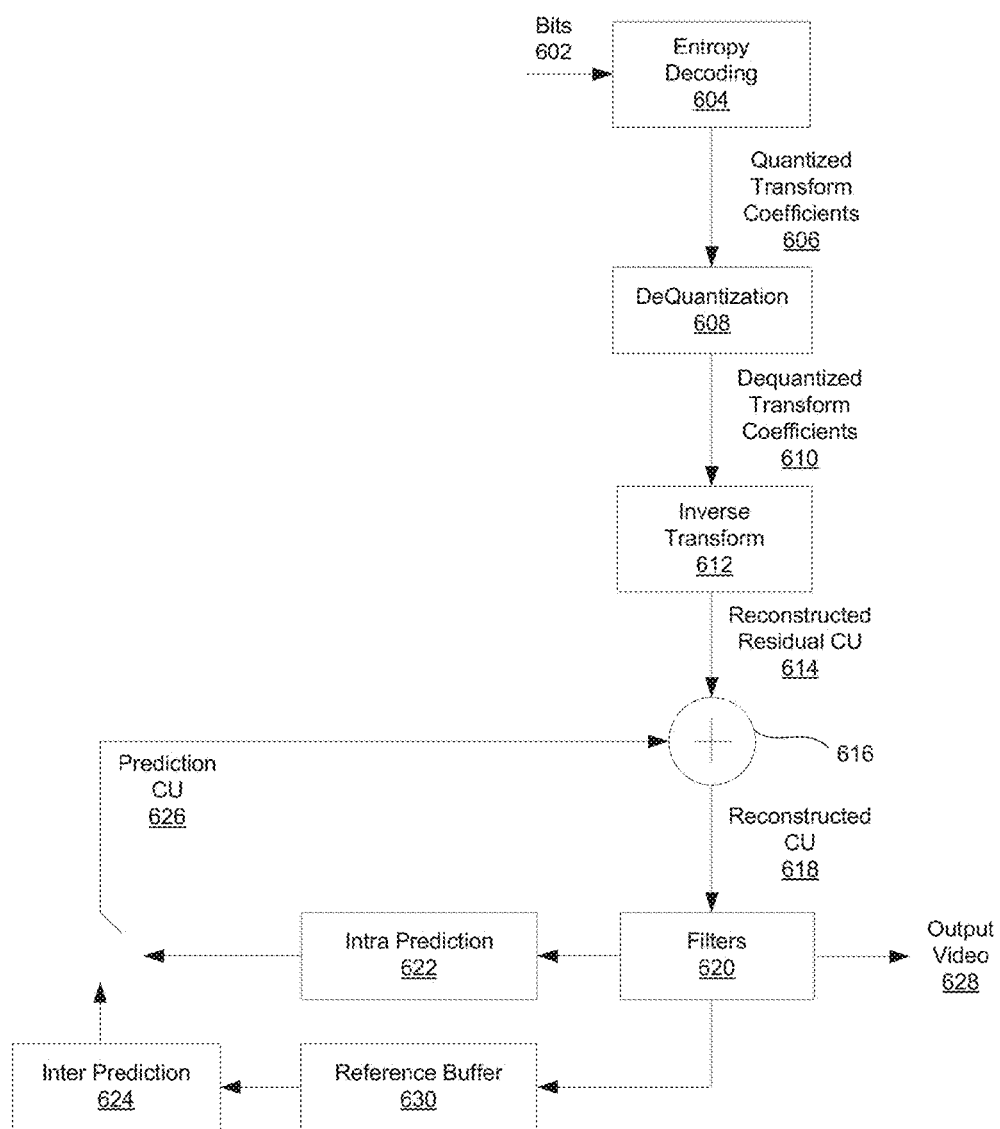 Bits
602
Entropy
Decoding
604
Quantized
Transform
Coefficients
606
DeQuantization
608
Dequantized
Transform
Coefficients
610
Inverse
Transform
612
Reconstructed
Residual CU
614
616
Prediction
CU
626
Reconstructed
CU
618
Intra Prediction
622
Filters
620
Output
Video
628
Inter Prediction
624
Reference Buffer
630